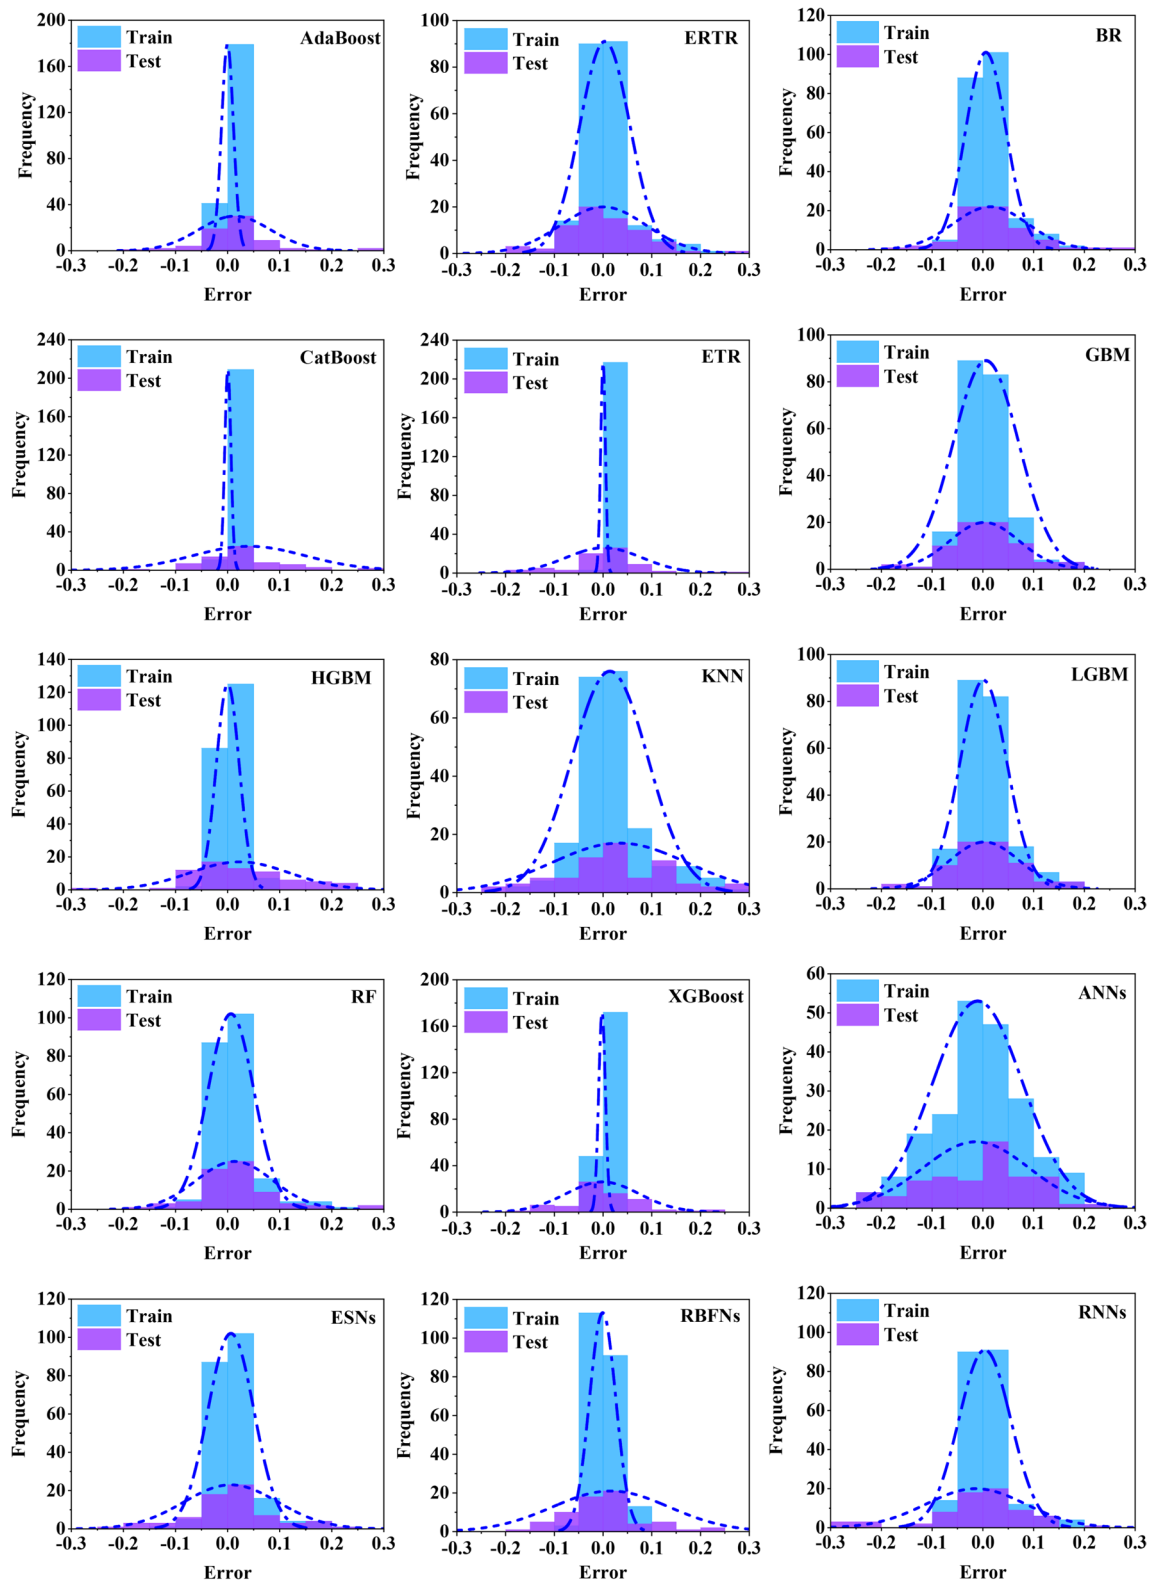 200 Train AdaBoost
160 Test
120
80
40
0
-0.3 -0.2 -0.1 0.0 0.1 0.2 0.3
Frequency
Error
100 Train ERTR
80 Test
60
40
20
0
-0.3 -0.2 -0.1 0.0 0.1 0.2 0.3
Frequency
Error
120 Train BR
100 Test
80
60
40
20
0
-0.3 -0.2 -0.1 0.0 0.1 0.2 0.3
Frequency
Error
240 Train CatBoost
200 Test
160
120
80
40
0
-0.3 -0.2 -0.1 0.0 0.1 0.2 0.3
Frequency
Error
240 Train ETR
200 Test
160
120
80
40
0
-0.3 -0.2 -0.1 0.0 0.1 0.2 0.3
Frequency
Error
100 Train GBM
80 Test
60
40
20
0
-0.3 -0.2 -0.1 0.0 0.1 0.2 0.3
Frequency
Error
140 Train HGBM
120 Test
100
80
60
40
20
0
-0.3 -0.2 -0.1 0.0 0.1 0.2 0.3
Frequency
Error
80 Train KNN
60 Test
40
20
0
-0.3 -0.2 -0.1 0.0 0.1 0.2 0.3
Frequency
Error
100 Train LGBM
80 Test
60
40
20
0
-0.3 -0.2 -0.1 0.0 0.1 0.2 0.3
Frequency
Error
120 Train RF
100 Test
80
60
40
20
0
-0.3 -0.2 -0.1 0.0 0.1 0.2 0.3
Frequency
Error
200 Train XGBoost
160 Test
120
80
40
0
-0.3 -0.2 -0.1 0.0 0.1 0.2 0.3
Frequency
Error
60 Train ANNs
50 Test
40
30
20
10
0
-0.3 -0.2 -0.1 0.0 0.1 0.2 0.3
Frequency
Error
120 Train ESNs
100 Test
80
60
40
20
0
-0.3 -0.2 -0.1 0.0 0.1 0.2 0.3
Frequency
Error
120 Train RBFNs
100 Test
80
60
40
20
0
-0.3 -0.2 -0.1 0.0 0.1 0.2 0.3
Frequency
Error
120 Train RNNs
100 Test
80
60
40
20
0
-0.3 -0.2 -0.1 0.0 0.1 0.2 0.3
Frequency
Error